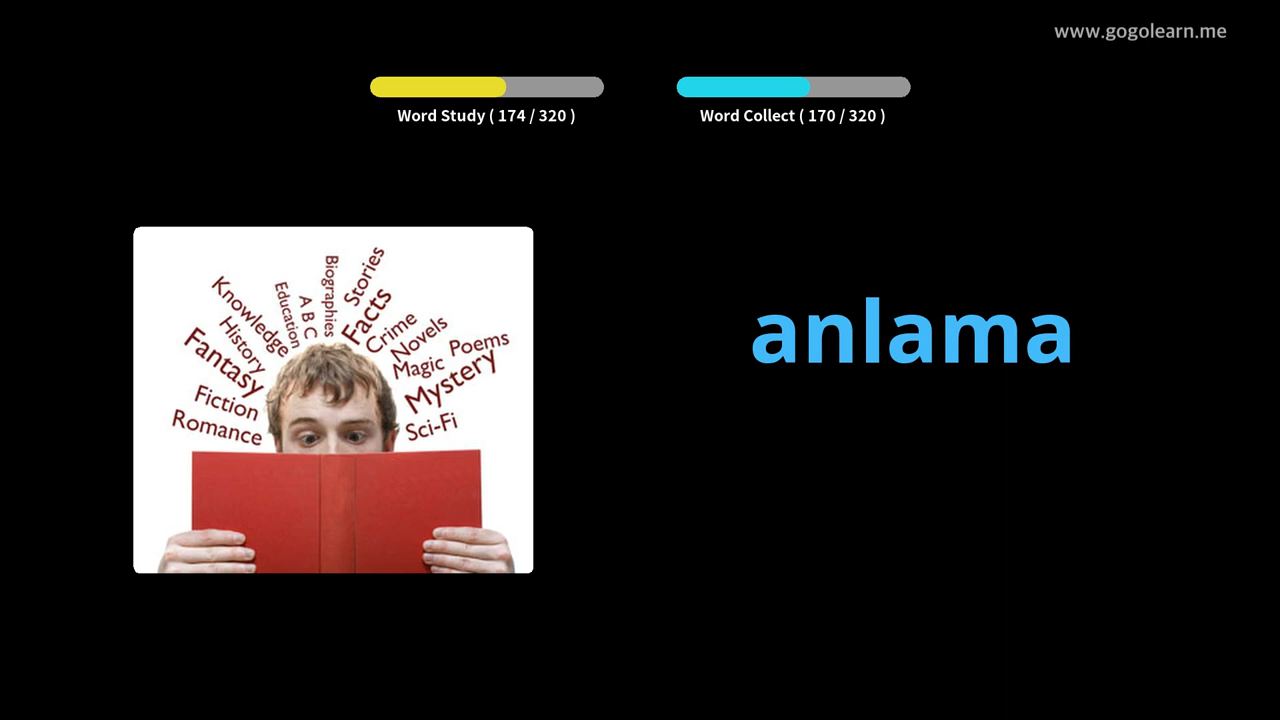 www.gogolearn.me
Word Study ( 174 / 320 )
Word Collect ( 170 / 320 )
Knowledge
Education
A B C
Biographies
Stories
Facts
History
Crime
Novels
Poems
Fantasy
Magic
Mystery
Fiction
Romance
Sci-Fi
anlama